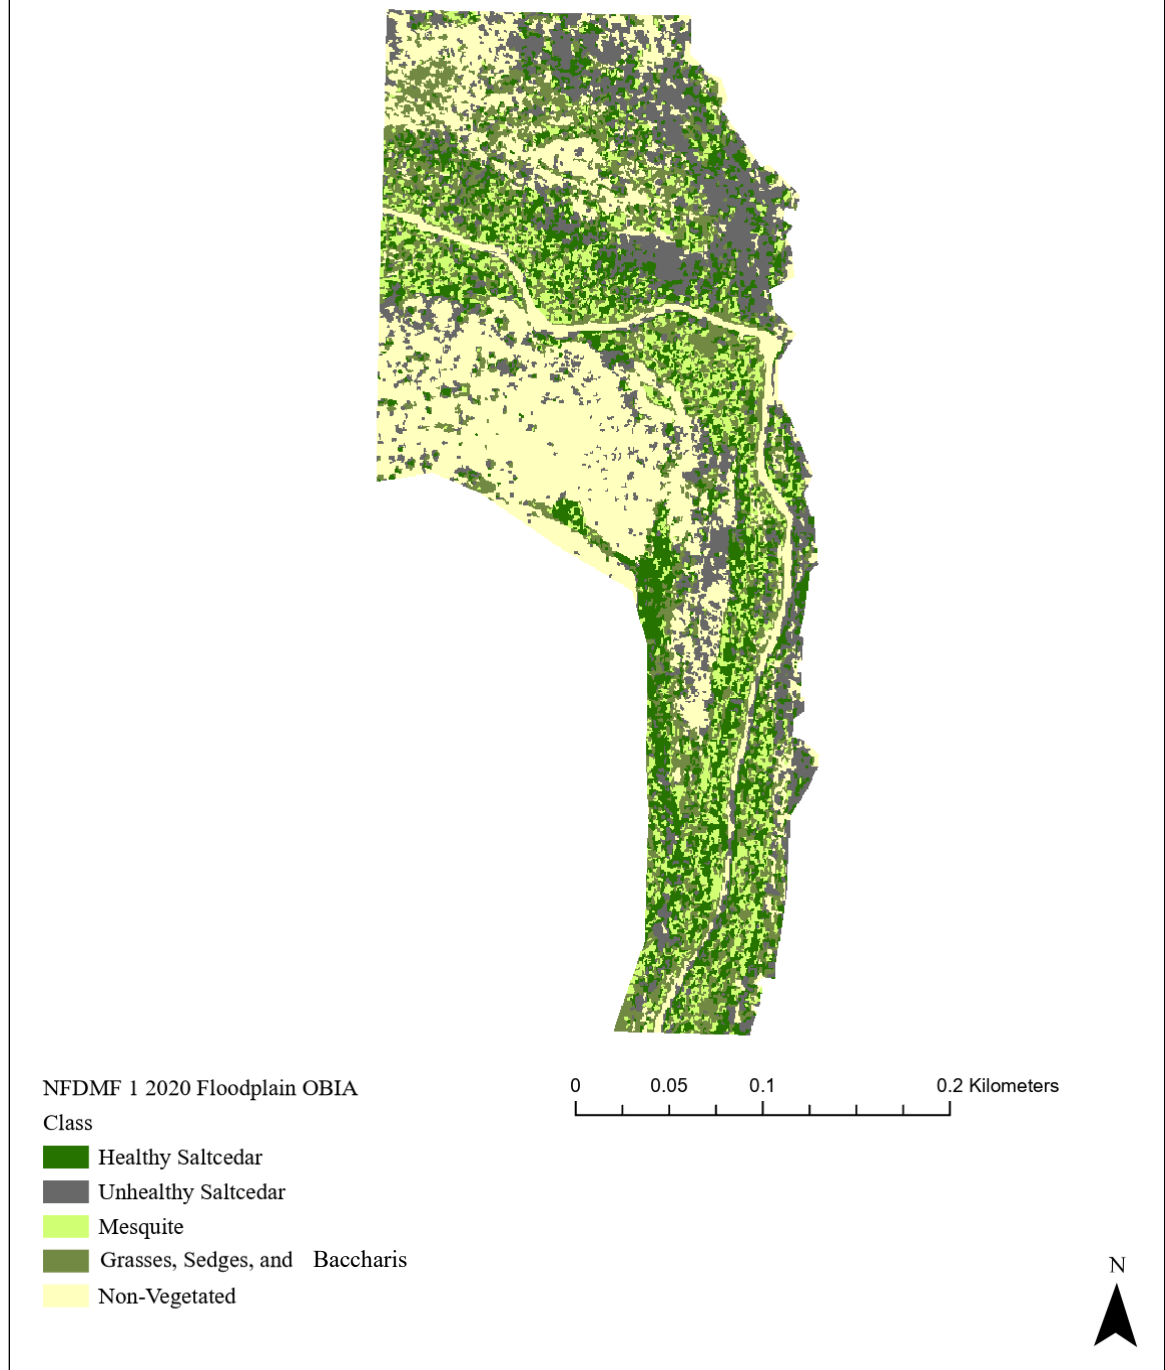 NFDMF 1 2020 Floodplain OBIA
Class
Healthy Saltcedar
Unhealthy Saltcedar
Mesquite
Grasses, Sedges, and Baccharis
Non-Vegetated
0 0.05 0.1 0.2 Kilometers
N